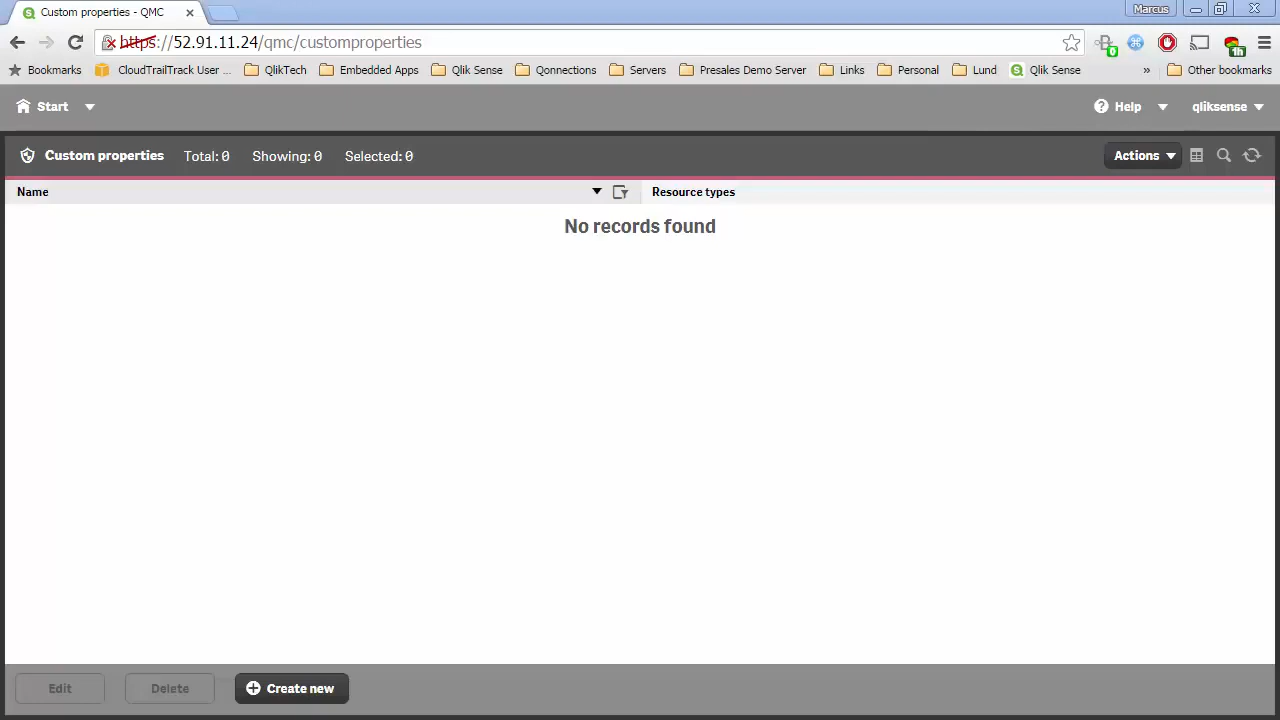 Custom properties - QMC
Marcus
https://52.91.11.24/qmc/customproperties
0
1h
Bookmarks CloudTrailTrack User ... QlikTech Embedded Apps Qlik Sense Qonnections Servers Presales Demo Server Links Personal Lund Qlik Sense » Other bookmarks
Start Help qliksense
Custom properties Total: 0 Showing: 0 Selected: 0 Actions
Name Resource types
No records found
Edit Delete Create new